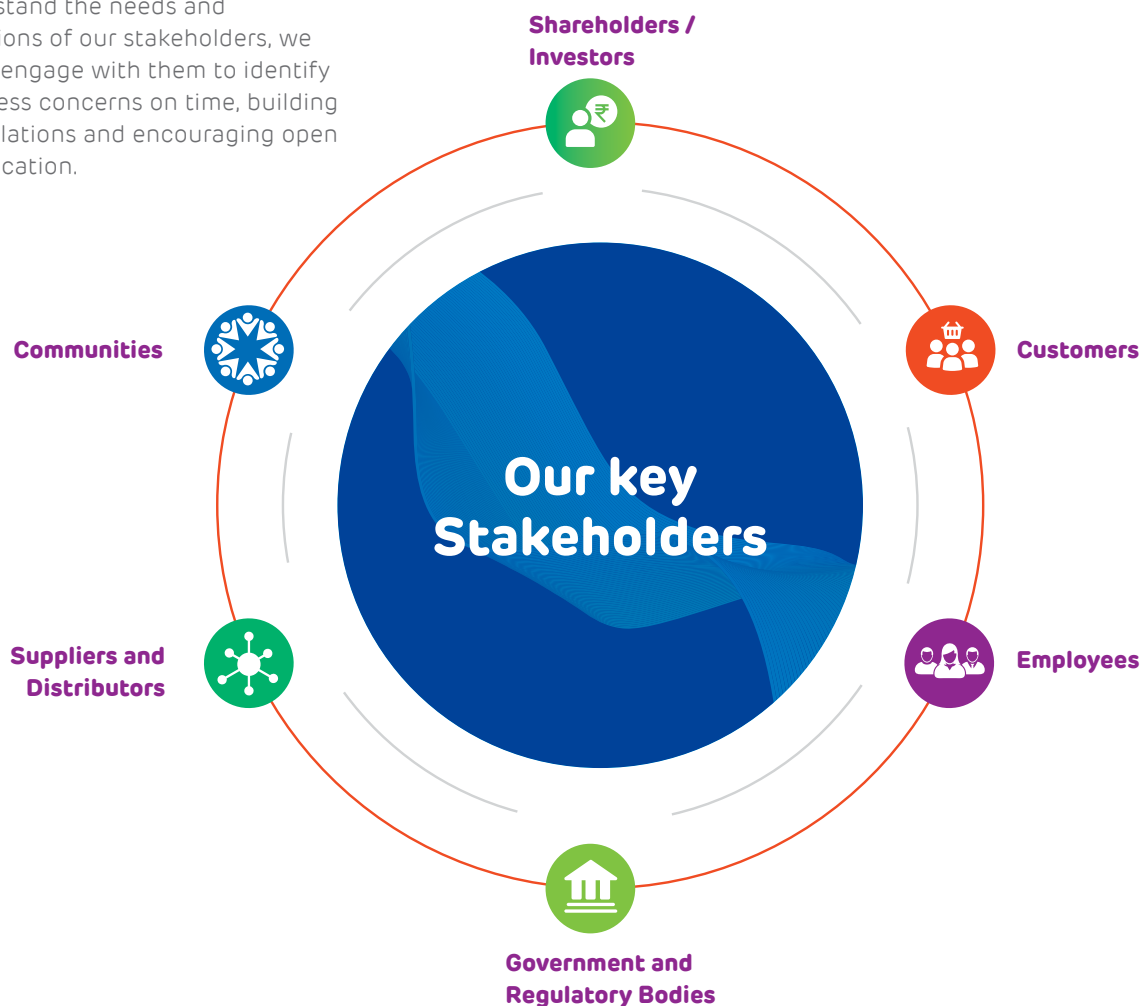 stand the needs and
ions of our stakeholders, we
engage with them to identify
ess concerns on time, building
lations and encouraging open
ication.
Shareholders /
Investors
₹
Communities
Customers
Our key
Stakeholders
Suppliers and
Distributors
Employees
Government and
Regulatory Bodies